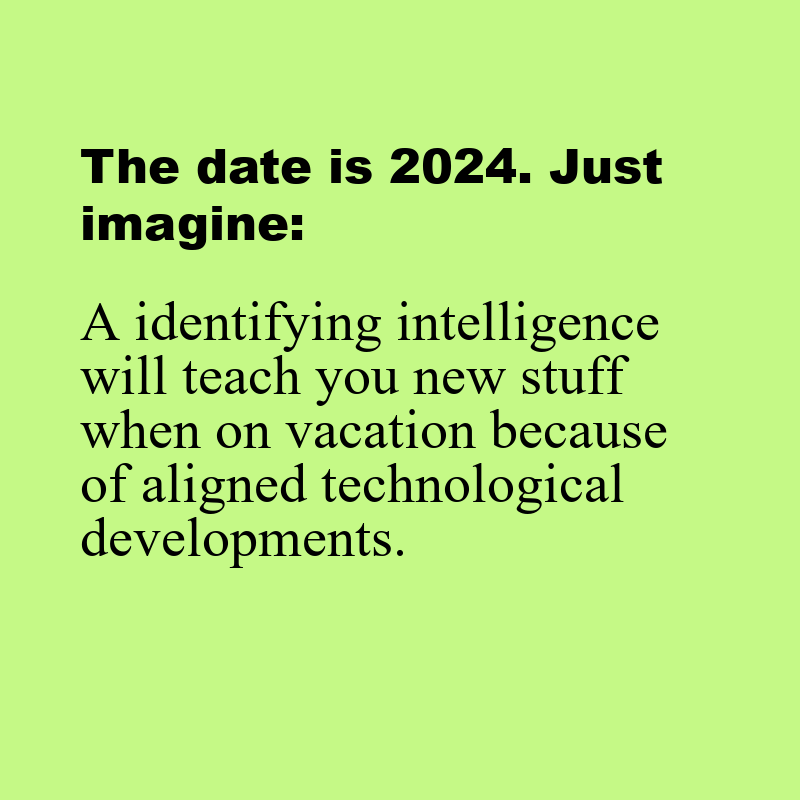 The date is 2024. Just
imagine:
A identifying intelligence
will teach you new stuff
when on vacation because
of aligned technological
developments.